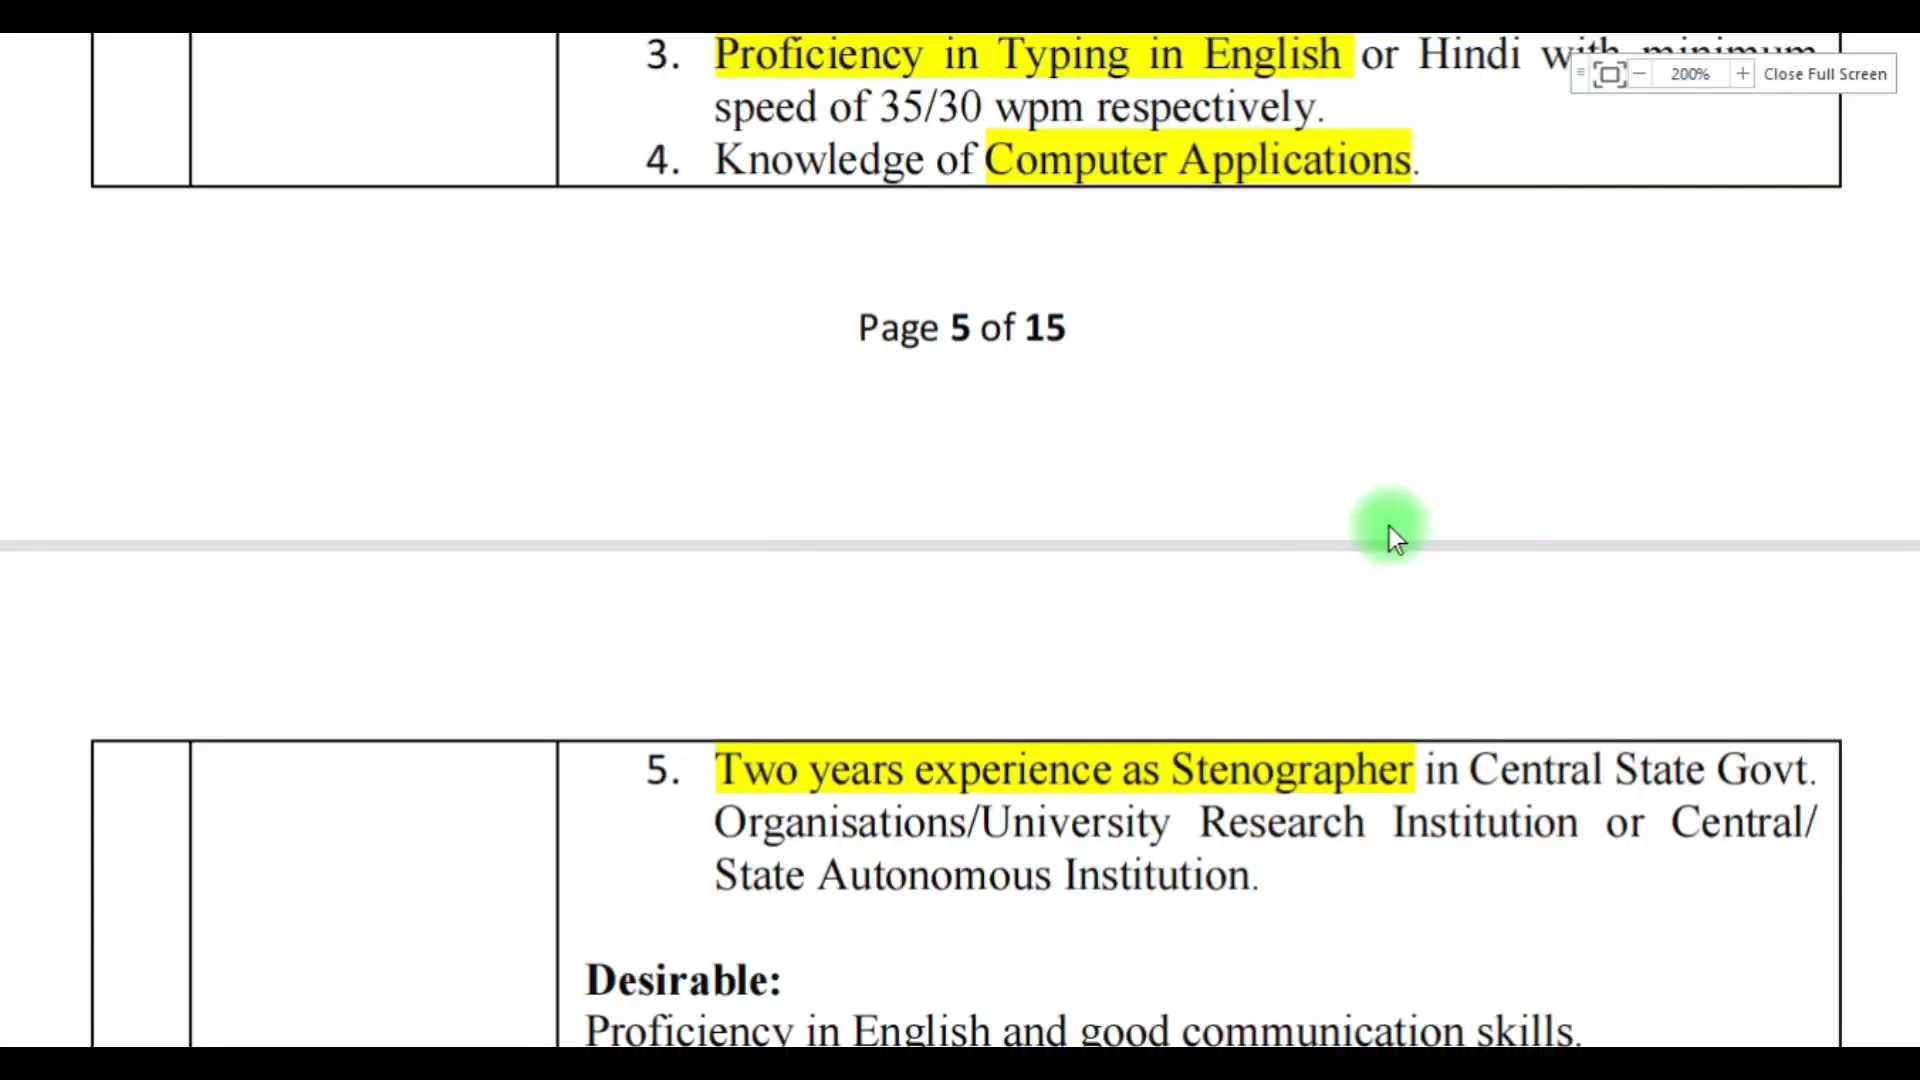 3. Proficiency in Typing in English or Hindi with minimum
≡ − 200% + Close Full Screen
speed of 35/30 wpm respectively.
4. Knowledge of Computer Applications.
Page 5 of 15
5. Two years experience as Stenographer in Central State Govt.
Organisations/University Research Institution or Central/
State Autonomous Institution.
Desirable:
Proficiency in English and good communication skills.